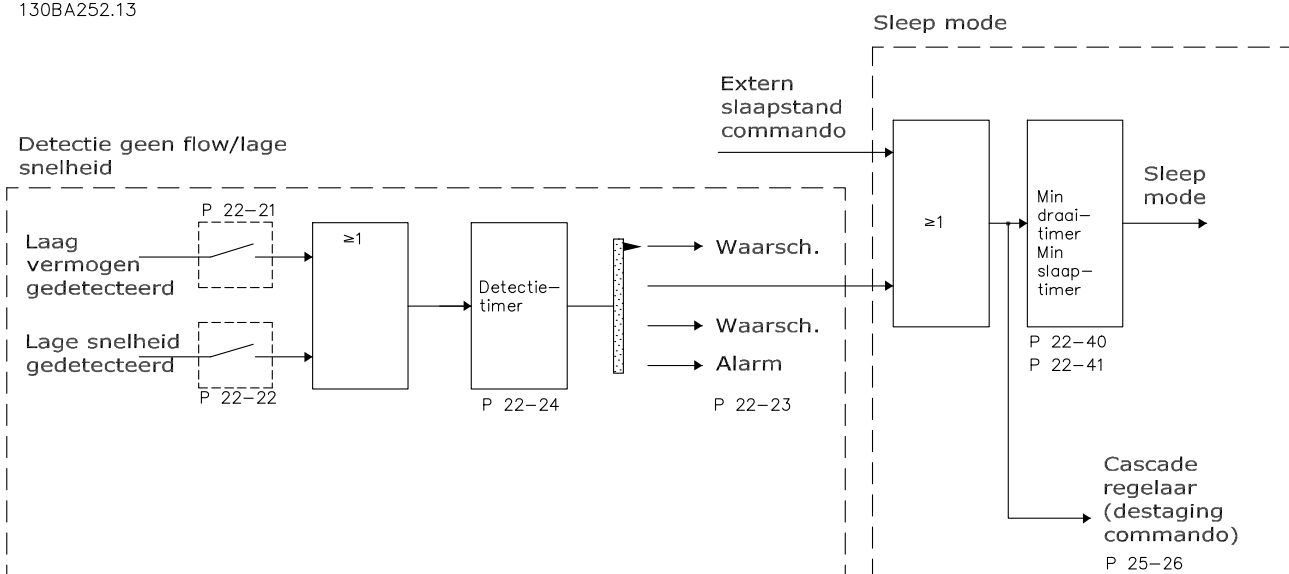 130BA252.13
Sleep mode
Extern
slaapstand
commando
Detectie geen flow/lage
snelheid
P 22-21
Laag
vermogen
gedetecteerd
≥1
Lage snelheid
gedetecteerd
P 22-22
Detectie-
timer
P 22-24
Waarsch.
Waarsch.
Alarm
P 22-23
≥1
Min
draai-
timer
Min
slaap-
timer
P 22-40
P 22-41
Sleep
mode
Cascade
regelaar
(destaging
commando)
P 25-26